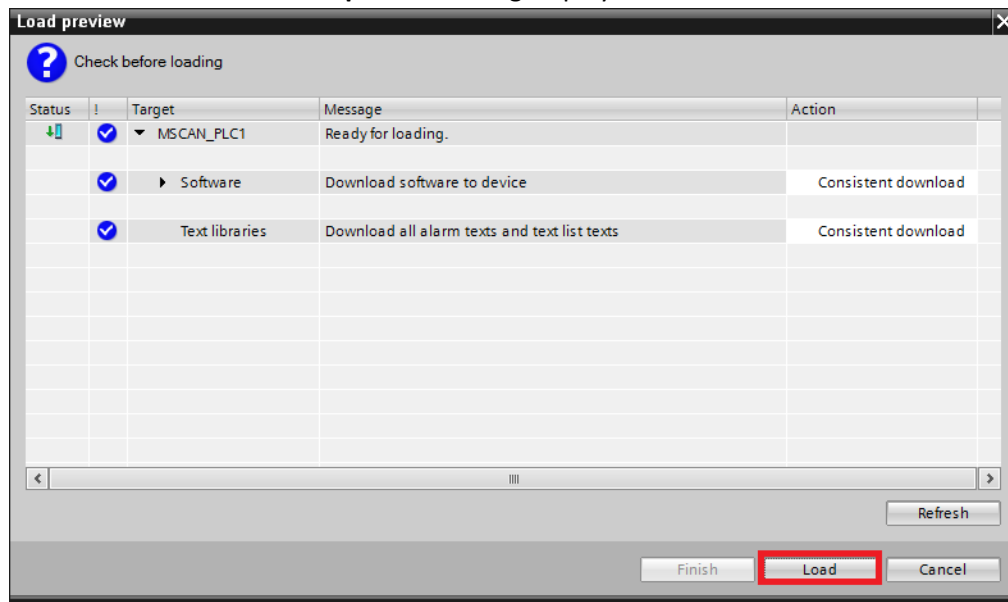 Load preview
Check before loading
Status ! Target Message Action
MSCAN_PLC1 Ready for loading.
Software Download software to device Consistent download
Text libraries Download all alarm texts and text list texts Consistent download
Refresh
Finish Load Cancel